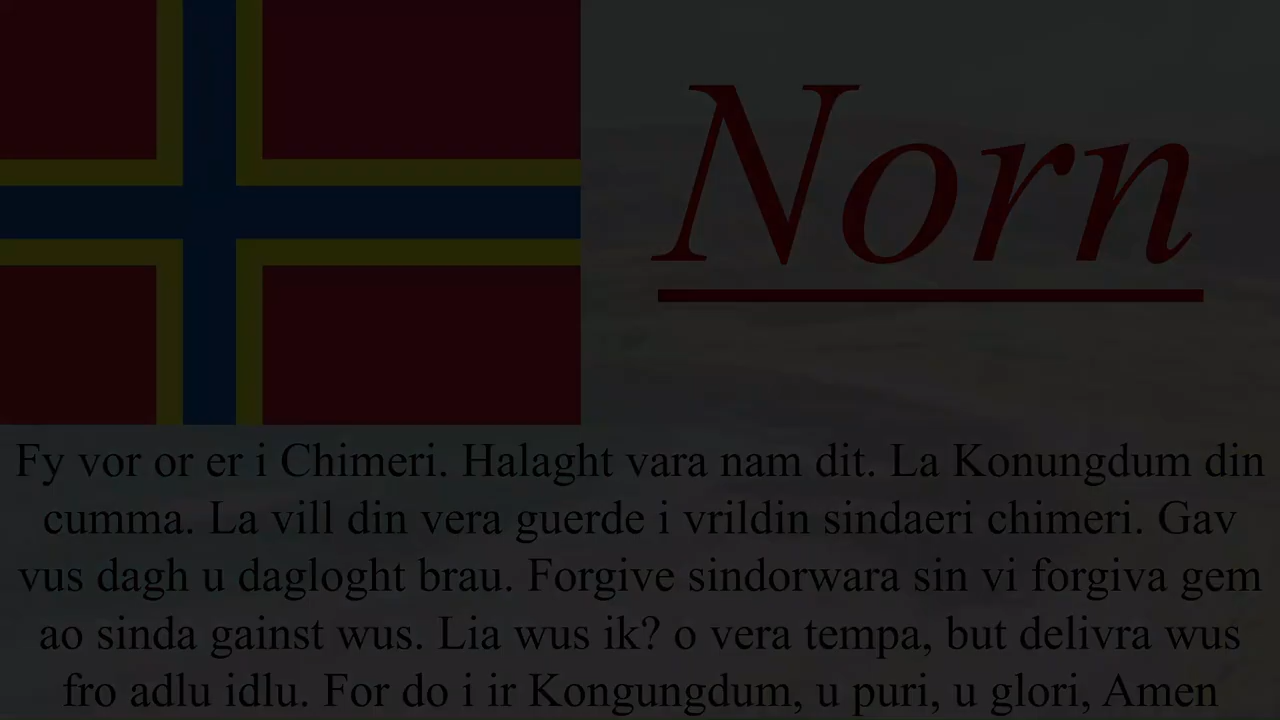 Norn
Fy vor or er i Chimeri. Halaght vara nam dit. La Konungdum din
cumma. La vill din vera guerde i vrildin sindaeri chimeri. Gav
vus dagh u dagloght brau. Forgive sindorwara sin vi forgiva gem
ao sinda gainst wus. Lia wus ik? o vera tempa, but delivra wus
fro adlu idlu. For do i ir Kongungdum, u puri, u glori, Amen